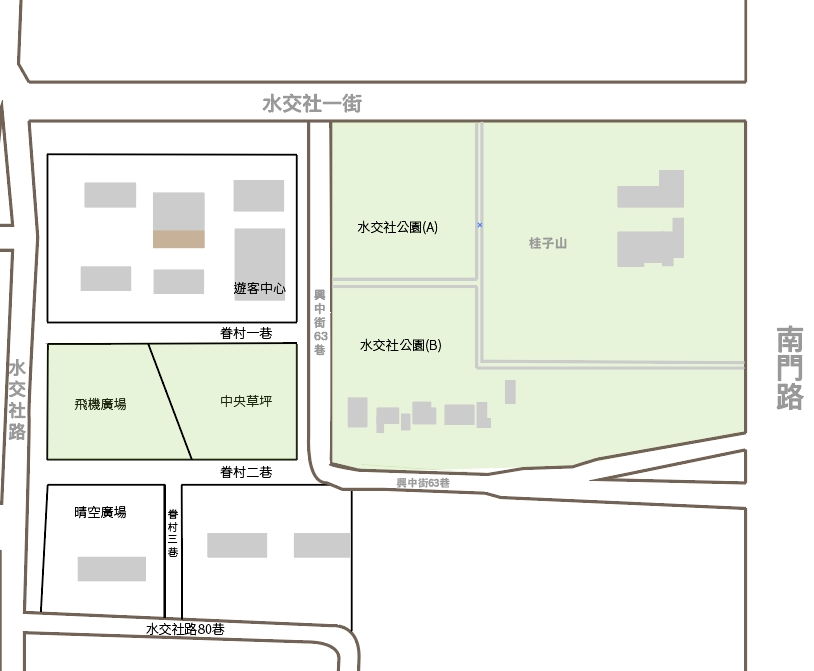 水交社一街
水交社公園(A)
桂子山
遊客中心
興中街63巷
眷村一巷
水交社公園(B)
南門路
水交社路
飛機廣場
中央草坪
眷村二巷
興中街63巷
晴空廣場
眷村三巷
水交社路80巷